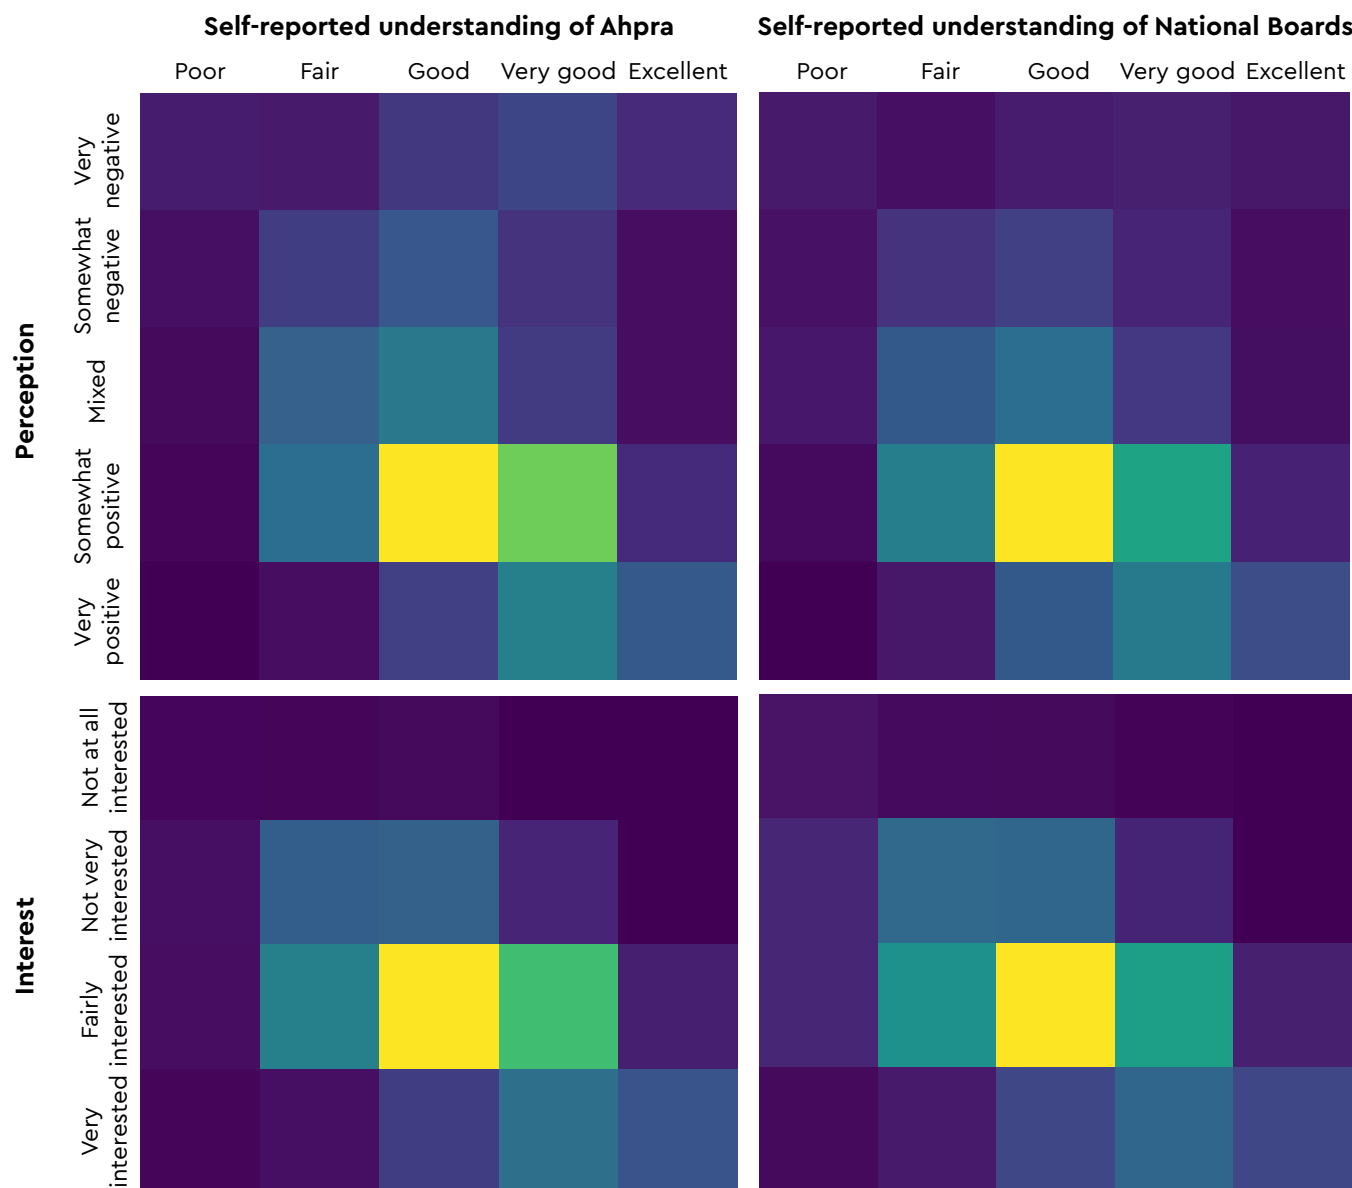 Self-reported understanding of Ahpra
Self-reported understanding of National Boards
Poor Fair Good Very good Excellent
Poor Fair Good Very good Excellent
Perception
Very
negative
Somewhat
negative
Mixed
Somewhat
positive
Very
positive
Interest
Not at all
interested
Not very
interested
Fairly
interested
Very
interested